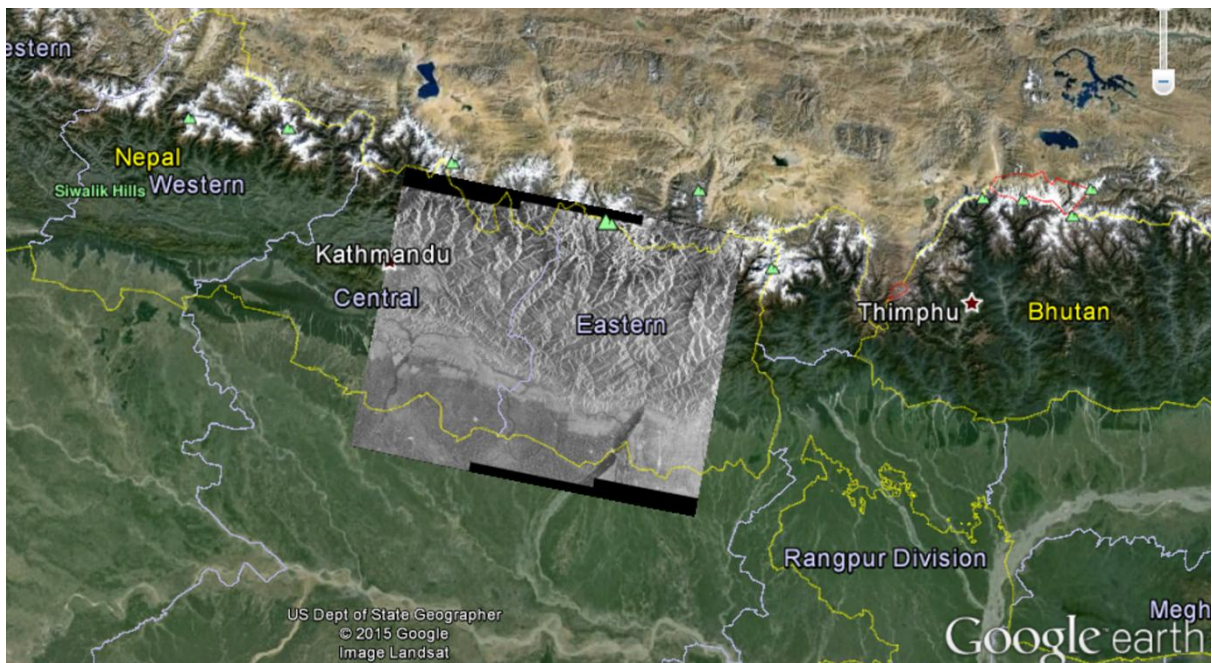 estern
Nepal
Western
Siwalik Hills
Kathmandu
Central
Eastern
Thimphu
Bhutan
Rangpur Division
US Dept of State Geographer
© 2015 Google
Image Landsat
Megh
Google earth